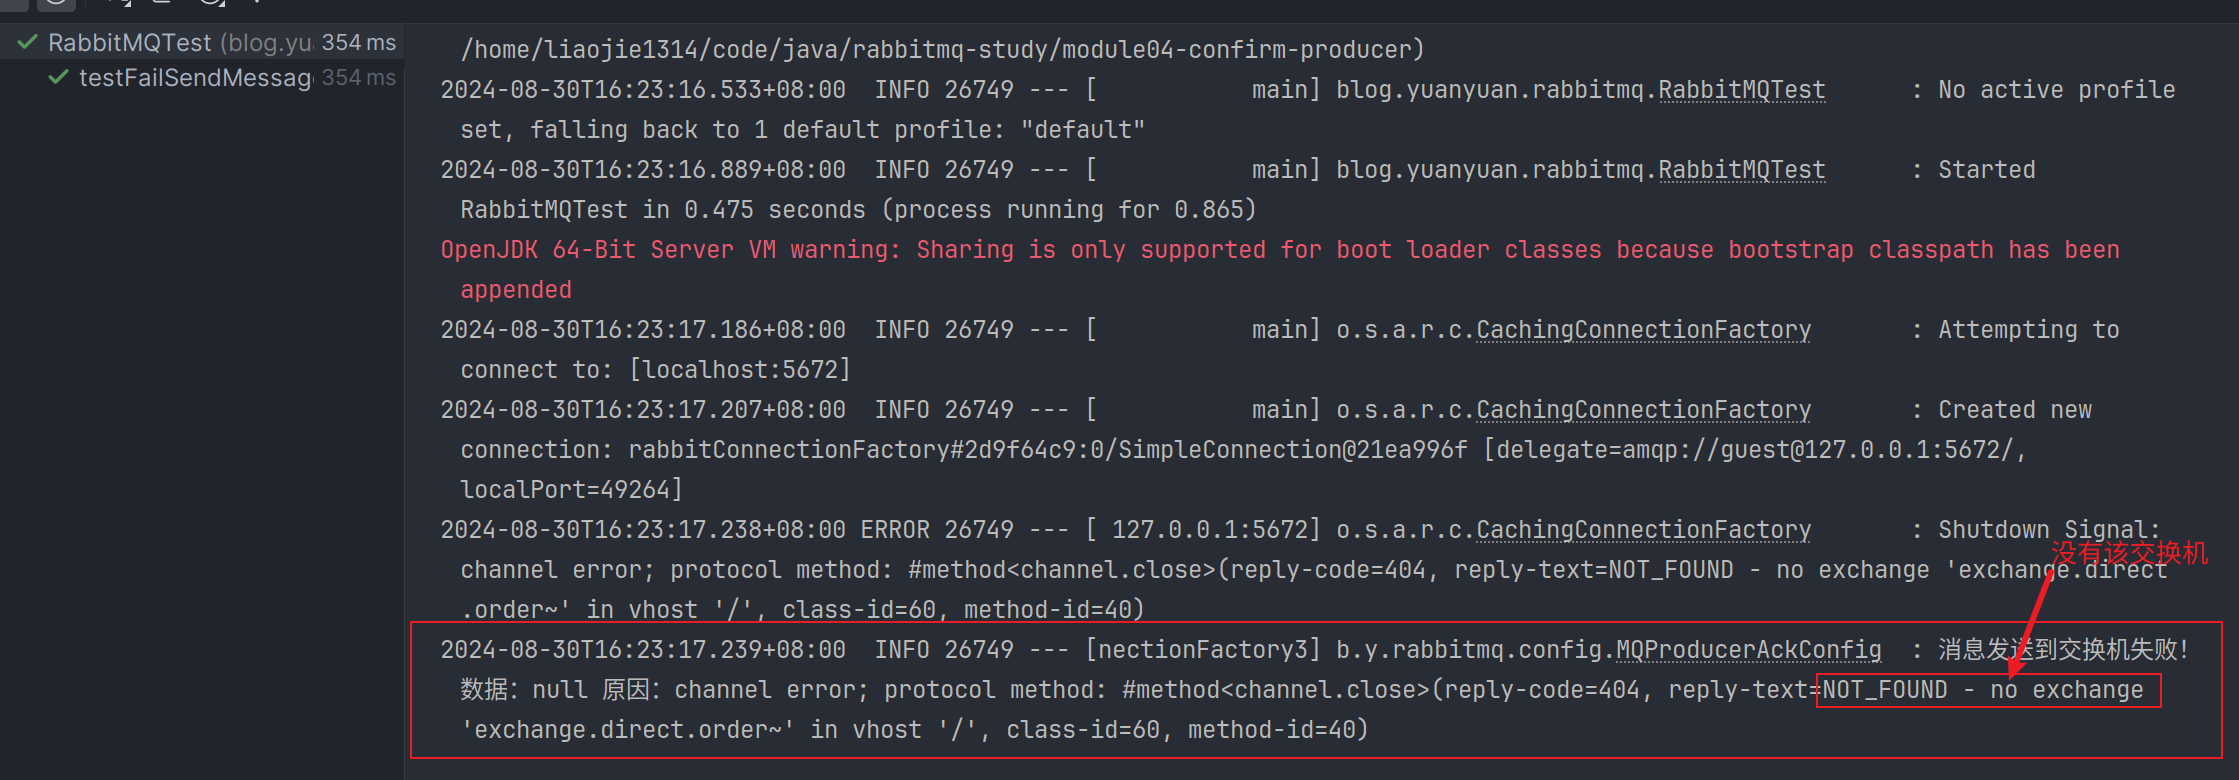 RabbitMQTest (blog.yu 354 ms
testFailSendMessag 354 ms
/home/liaojie1314/code/java/rabbitmq-study/module04-confirm-producer)
2024-08-30T16:23:16.533+08:00  INFO 26749 --- [           main] blog.yuanyuan.rabbitmq.RabbitMQTest      : No active profile
set, falling back to 1 default profile: "default"
2024-08-30T16:23:16.889+08:00  INFO 26749 --- [           main] blog.yuanyuan.rabbitmq.RabbitMQTest      : Started
RabbitMQTest in 0.475 seconds (process running for 0.865)
OpenJDK 64-Bit Server VM warning: Sharing is only supported for boot loader classes because bootstrap classpath has been
appended
2024-08-30T16:23:17.186+08:00  INFO 26749 --- [           main] o.s.a.r.c.CachingConnectionFactory       : Attempting to
connect to: [localhost:5672]
2024-08-30T16:23:17.207+08:00  INFO 26749 --- [           main] o.s.a.r.c.CachingConnectionFactory       : Created new
connection: rabbitConnectionFactory#2d9f64c9:0/SimpleConnection@21ea996f [delegate=amqp://guest@127.0.0.1:5672/,
localPort=49264]
2024-08-30T16:23:17.238+08:00 ERROR 26749 --- [ 127.0.0.1:5672] o.s.a.r.c.CachingConnectionFactory       : Shutdown Signal:
没有该交换机
channel error; protocol method: #method<channel.close>(reply-code=404, reply-text=NOT_FOUND - no exchange 'exchange.direct
.order~' in vhost '/', class-id=60, method-id=40)
2024-08-30T16:23:17.239+08:00  INFO 26749 --- [nectionFactory3] b.y.rabbitmq.config.MQProducerAckConfig  : 消息发送到交换机失败!
数据: null 原因: channel error; protocol method: #method<channel.close>(reply-code=404, reply-text=NOT_FOUND - no exchange
'exchange.direct.order~' in vhost '/', class-id=60, method-id=40)